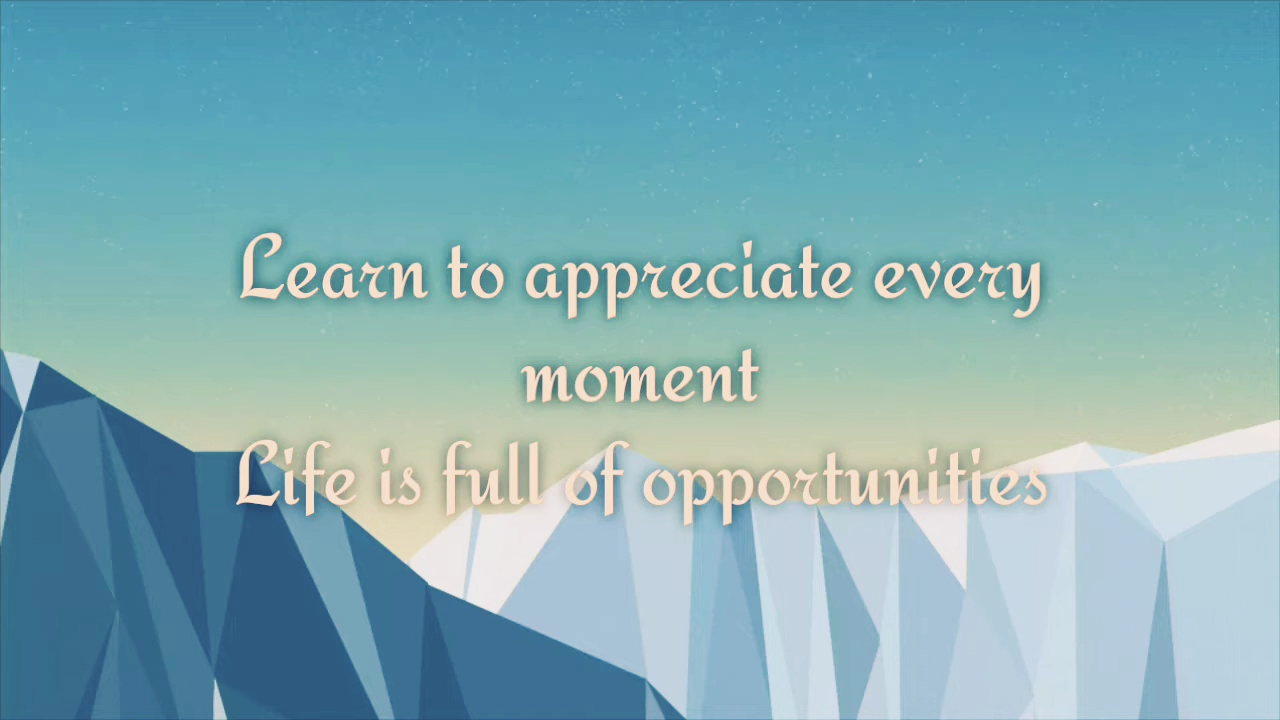 Learn to appreciate every
moment
Life is full of opportunities